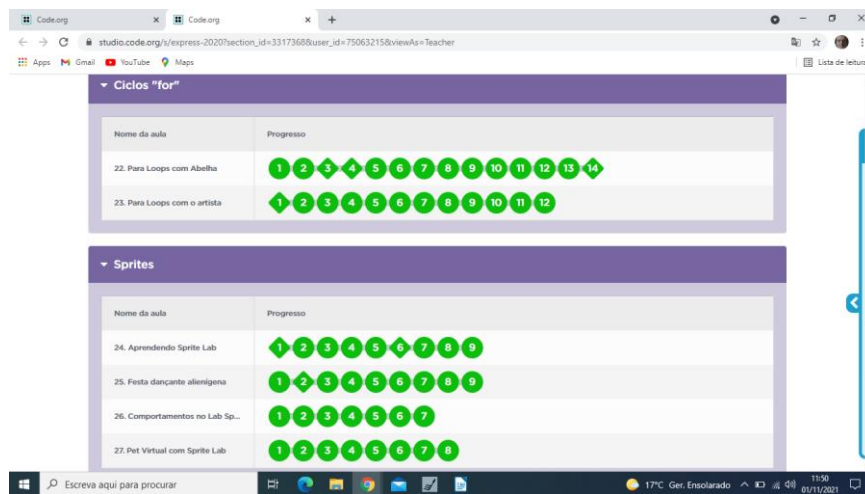 Code.org
Code.org
studio.code.org/s/express-2020?section_id=3317368&user_id=75063215&viewAs=Teacher
Apps Gmail YouTube Maps Lista de leitura
Ciclos "for"
Nome da aula Progresso
22. Para Loops com Abelha 1 2 3 4 5 6 7 8 9 10 11 12 13 14
23. Para Loops com o artista 1 2 3 4 5 6 7 8 9 10 11 12
Sprites
Nome da aula Progresso
24. Aprendendo Sprite Lab 1 2 3 4 5 6 7 8 9
25. Festa dançante alienígena 1 2 3 4 5 6 7 8 9
26. Comportamentos no Lab Sp... 1 2 3 4 5 6 7
27. Pet Virtual com Sprite Lab 1 2 3 4 5 6 7 8
Escreva aqui para procurar 17°C Ger. Ensolarado 11:50
01/11/2021